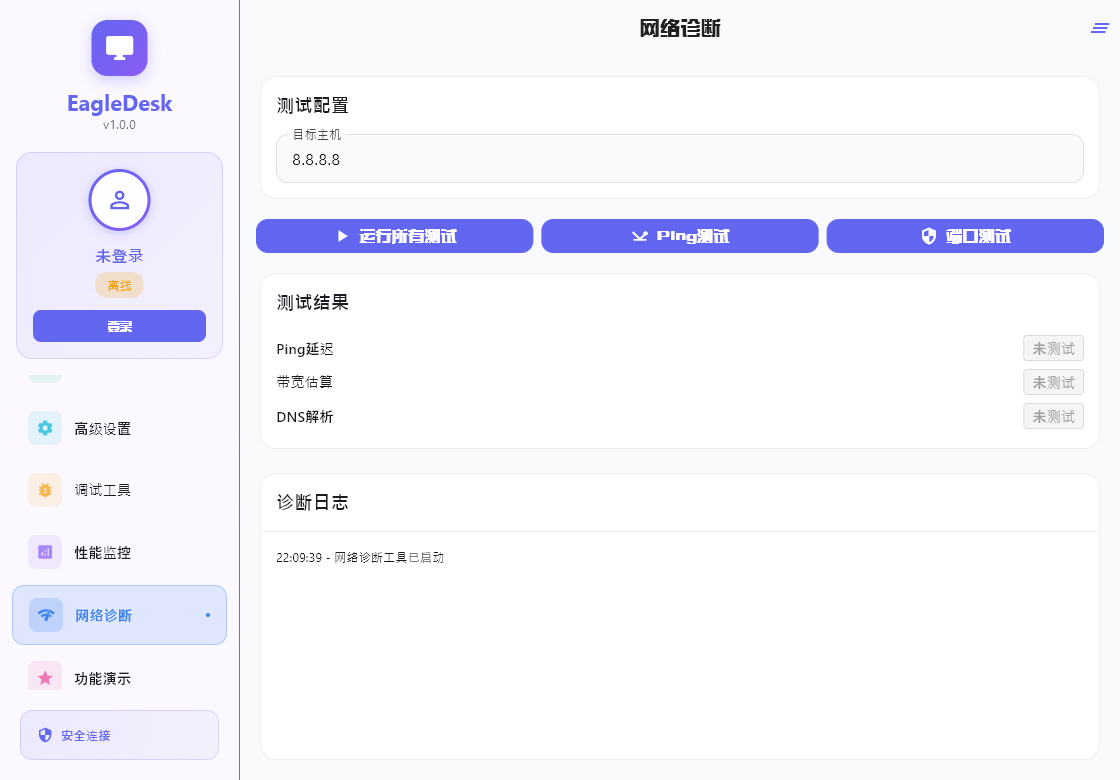 EagleDesk
v1.0.0
未登录
离线
登录
高级设置
调试工具
性能监控
网络诊断
功能演示
安全连接
网络诊断
测试配置
目标主机
8.8.8.8
运行所有测试
Ping测试
端口测试
测试结果
Ping延迟
未测试
带宽估算
未测试
DNS解析
未测试
诊断日志
22:09:39 - 网络诊断工具已启动